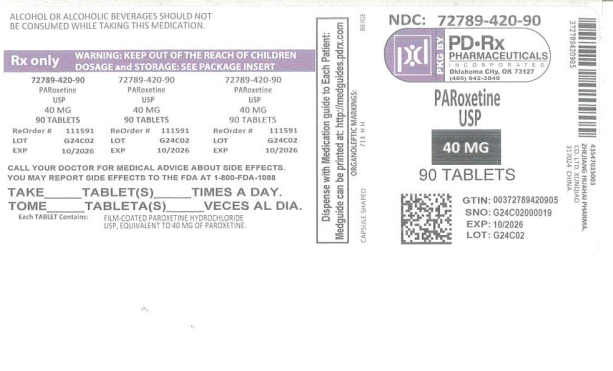 ALCOHOL OR ALCOHOLIC BEVERAGES SHOULD NOT
BE CONSUMED WHILE TAKING THIS MEDICATION.
Rx only
WARNING: KEEP OUT OF THE REACH OF CHILDREN
DOSAGE and STORAGE: SEE PACKAGE INSERT
72789-420-90 72789-420-90 72789-420-90
PARoxetine PARoxetine PARoxetine
USP USP USP
40 MG 40 MG 40 MG
90 TABLETS 90 TABLETS 90 TABLETS
ReOrder # 111591 ReOrder # 111591 ReOrder # 111591
LOT G24C02 LOT G24C02 LOT G24C02
EXP 10/2026 EXP 10/2026 EXP 10/2026
CALL YOUR DOCTOR FOR MEDICAL ADVICE ABOUT SIDE EFFECTS.
YOU MAY REPORT SIDE EFFECTS TO THE FDA AT 1-800-FDA-1088
TAKE_____TABLET(S)_____TIMES A DAY.
TOME_____TABLETA(S)_____VECES AL DIA.
Each TABLET Contains: FILM-COATED PAROXETINE HYDROCHLORIDE
USP, EQUIVALENT TO 40 MG OF PAROXETINE.
Dispense with Medication guide to Each Patient:
Medguide can be printed at: http://medguides.pdrx.com
ORGANOLEPTIC MARKINGS:
713 H H
CAPSULE SHAPED
BEIGE
NDC: 72789-420-90
pd
PKG BY
PD-Rx
PHARMACEUTICALS
INCORPORATED
Oklahoma City, OK 73127
(405) 942-3040
PARoxetine
USP
40 MG
90 TABLETS
GTIN: 00372789420905
SNO: G24C02000019
EXP: 10/2026
LOT: G24C02
372789420905
ZHEJIANG HUAHAI PHARMA.
CO. LTD. XUNQIAO
317024 CHINA